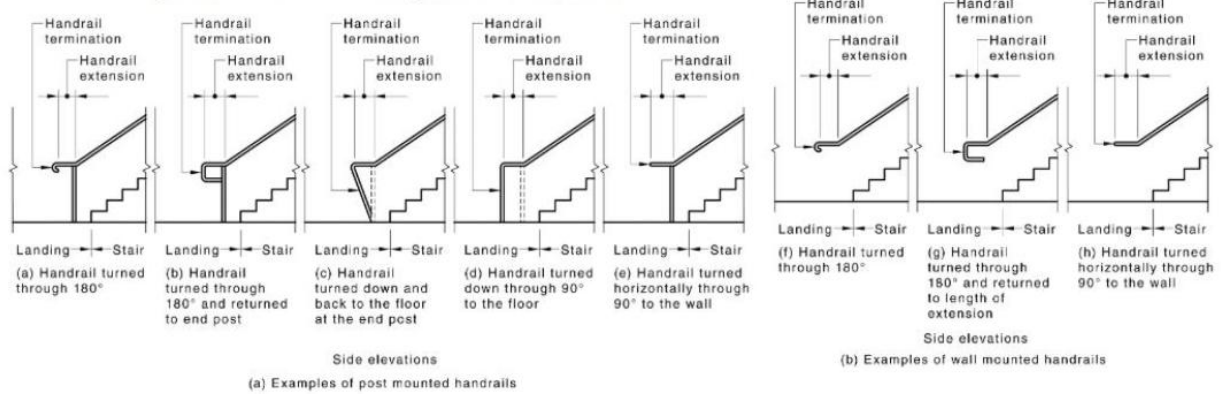 Handrail
termination
Handrail
extension
Landing
Stair
(a) Handrail turned
through 180°
Handrail
termination
Handrail
extension
Landing
Stair
(b) Handrail
turned through
180° and returned
to end post
Handrail
termination
Handrail
extension
Landing
Stair
(c) Handrail
turned down and
back to the floor
at the end post
Handrail
termination
Handrail
extension
Landing
Stair
(d) Handrail turned
down through 90°
to the floor
Handrail
termination
Handrail
extension
Landing
Stair
(e) Handrail turned
horizontally through
90° to the wall
Side elevations
(a) Examples of post mounted handrails
Handrail
termination
Handrail
extension
Landing
Stair
(f) Handrail turned
through 180°
Handrail
termination
Handrail
extension
Landing
Stair
(g) Handrail
turned through
180° and returned
to length of
extension
Handrail
termination
Handrail
extension
Landing
Stair
(h) Handrail turned
horizontally through
90° to the wall
Side elevations
(b) Examples of wall mounted handrails